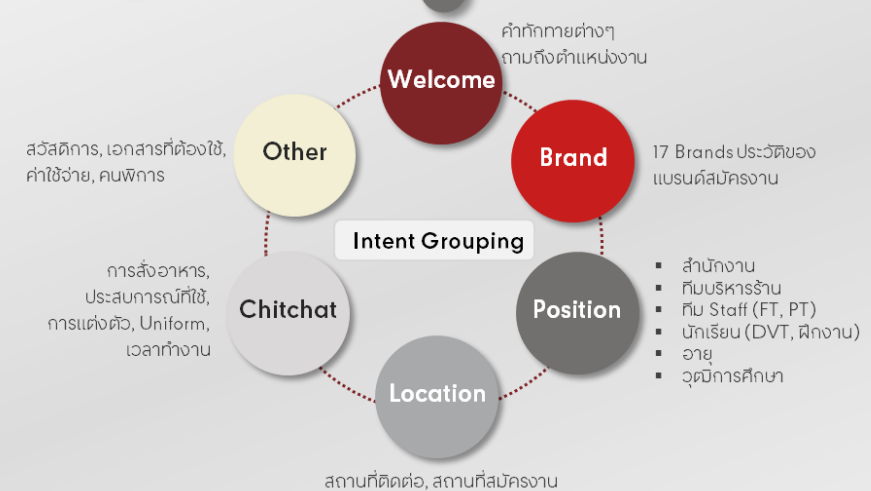 คำทักทายต่างๆ
ถามถึงตำแหน่งงาน
Welcome
Other
สวัสดิการ, เอกสารที่ต้องใช้,
ค่าใช้จ่าย, คนพิการ
Brand
17 Brands ประวัติของ
แบรนด์สมัครงาน
Intent Grouping
Chitchat
การสั่งอาหาร,
ประสบการณ์ที่ใช้,
การแต่งตัว, Uniform,
เวลาทำงาน
Position
▪ สำนักงาน
▪ ทีมบริหารร้าน
▪ ทีม Staff (FT, PT)
▪ นักเรียน (DVT, ฝึกงาน)
▪ อายุ
▪ วุฒิการศึกษา
Location
สถานที่ติดต่อ, สถานที่สมัครงาน